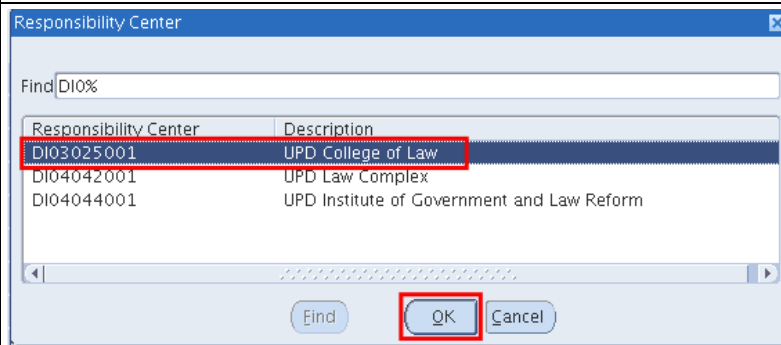 Responsibility Center
Find DI0%
Responsibility Center Description
DI03025001 UPD College of Law
DI04042001 UPD Law Complex
DI04044001 UPD Institute of Government and Law Reform
Find OK Cancel